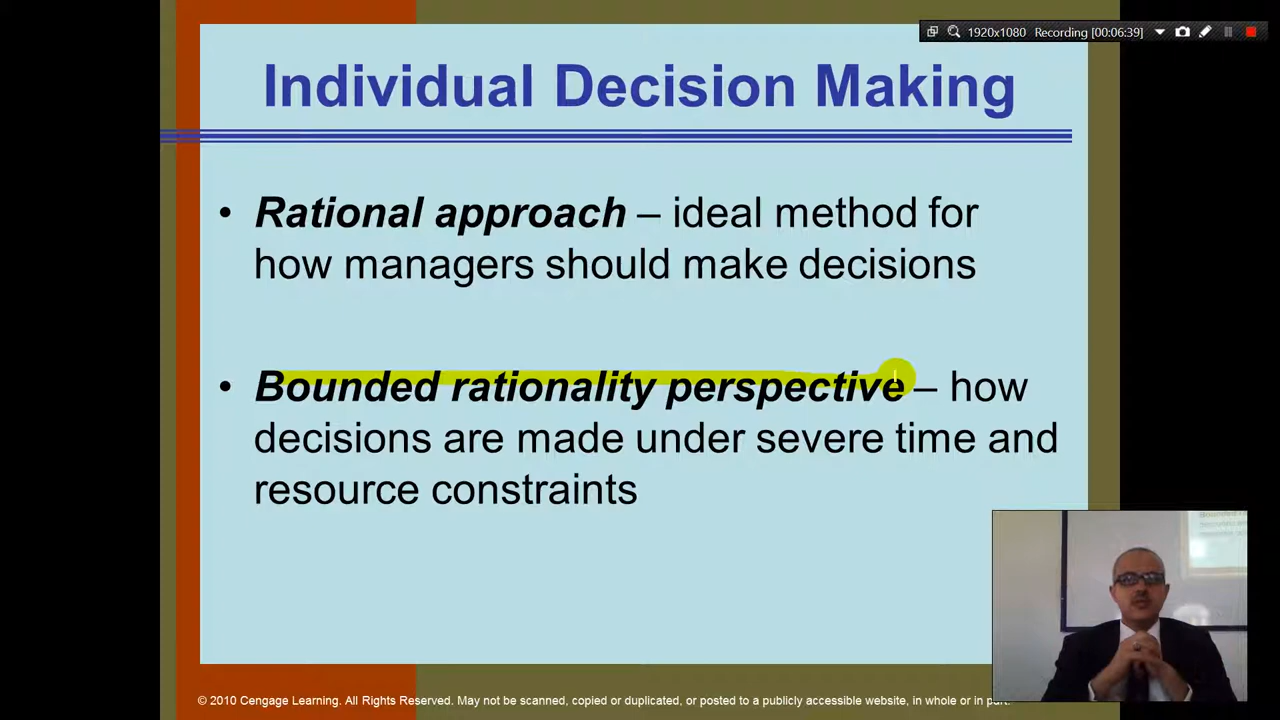 1920x1080 Recording [00:06:39]
Individual Decision Making
• Rational approach – ideal method for
how managers should make decisions
• Bounded rationality perspective – how
decisions are made under severe time and
resource constraints
© 2010 Cengage Learning. All Rights Reserved. May not be scanned, copied or duplicated, or posted to a publicly accessible website, in whole or in part.